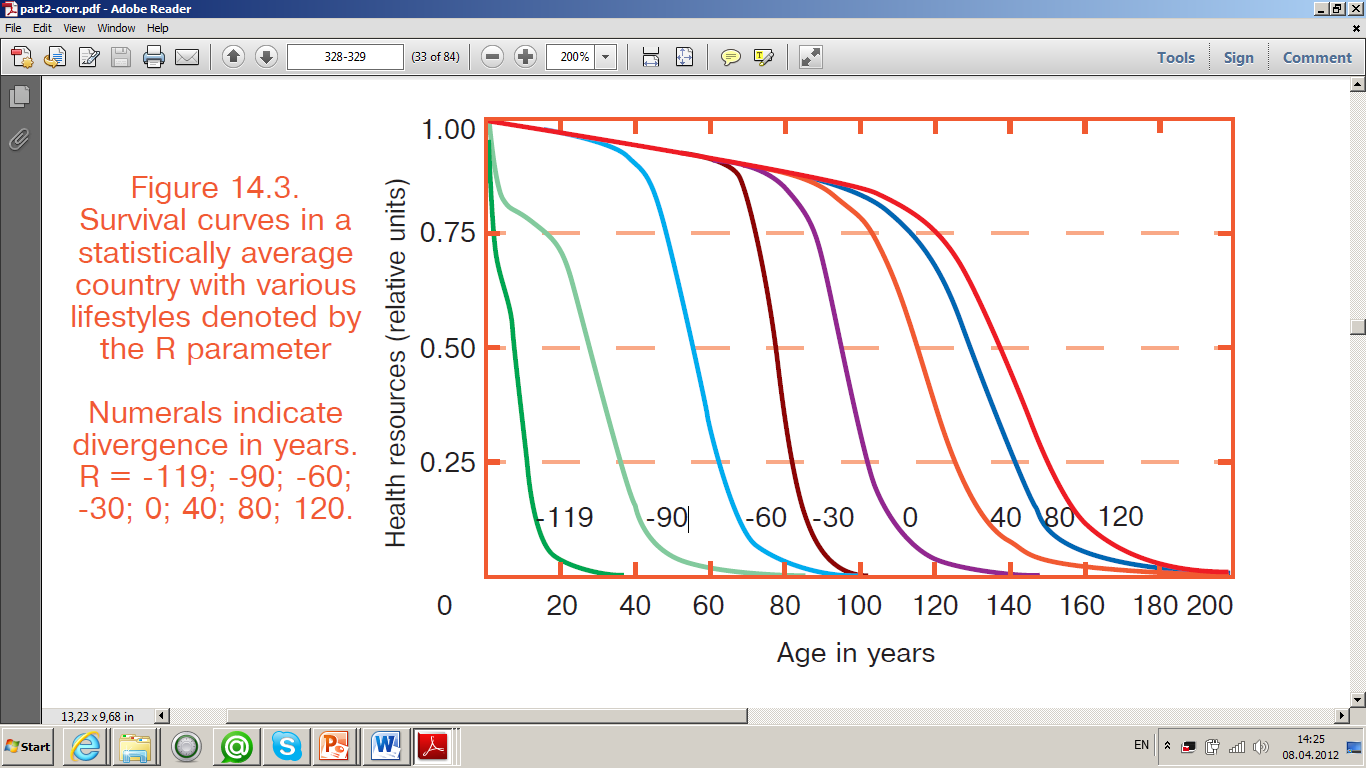 part2-corr.pdf - Adobe Reader
File Edit View Window Help
328-329 (33 of 84) 200% Tools Sign Comment
Figure 14.3.
Survival curves in a
statistically average
country with various
lifestyles denoted by
the R parameter
Numerals indicate
divergence in years.
R = -119; -90; -60;
-30; 0; 40; 80; 120.
Health resources (relative units)
1.00
0.75
0.50
0.25
-119 -90 -60 -30 0 40 80 120
0 20 40 60 80 100 120 140 160 180 200
Age in years
13,23 x 9,68 in
Start EN 14:25
08.04.2012